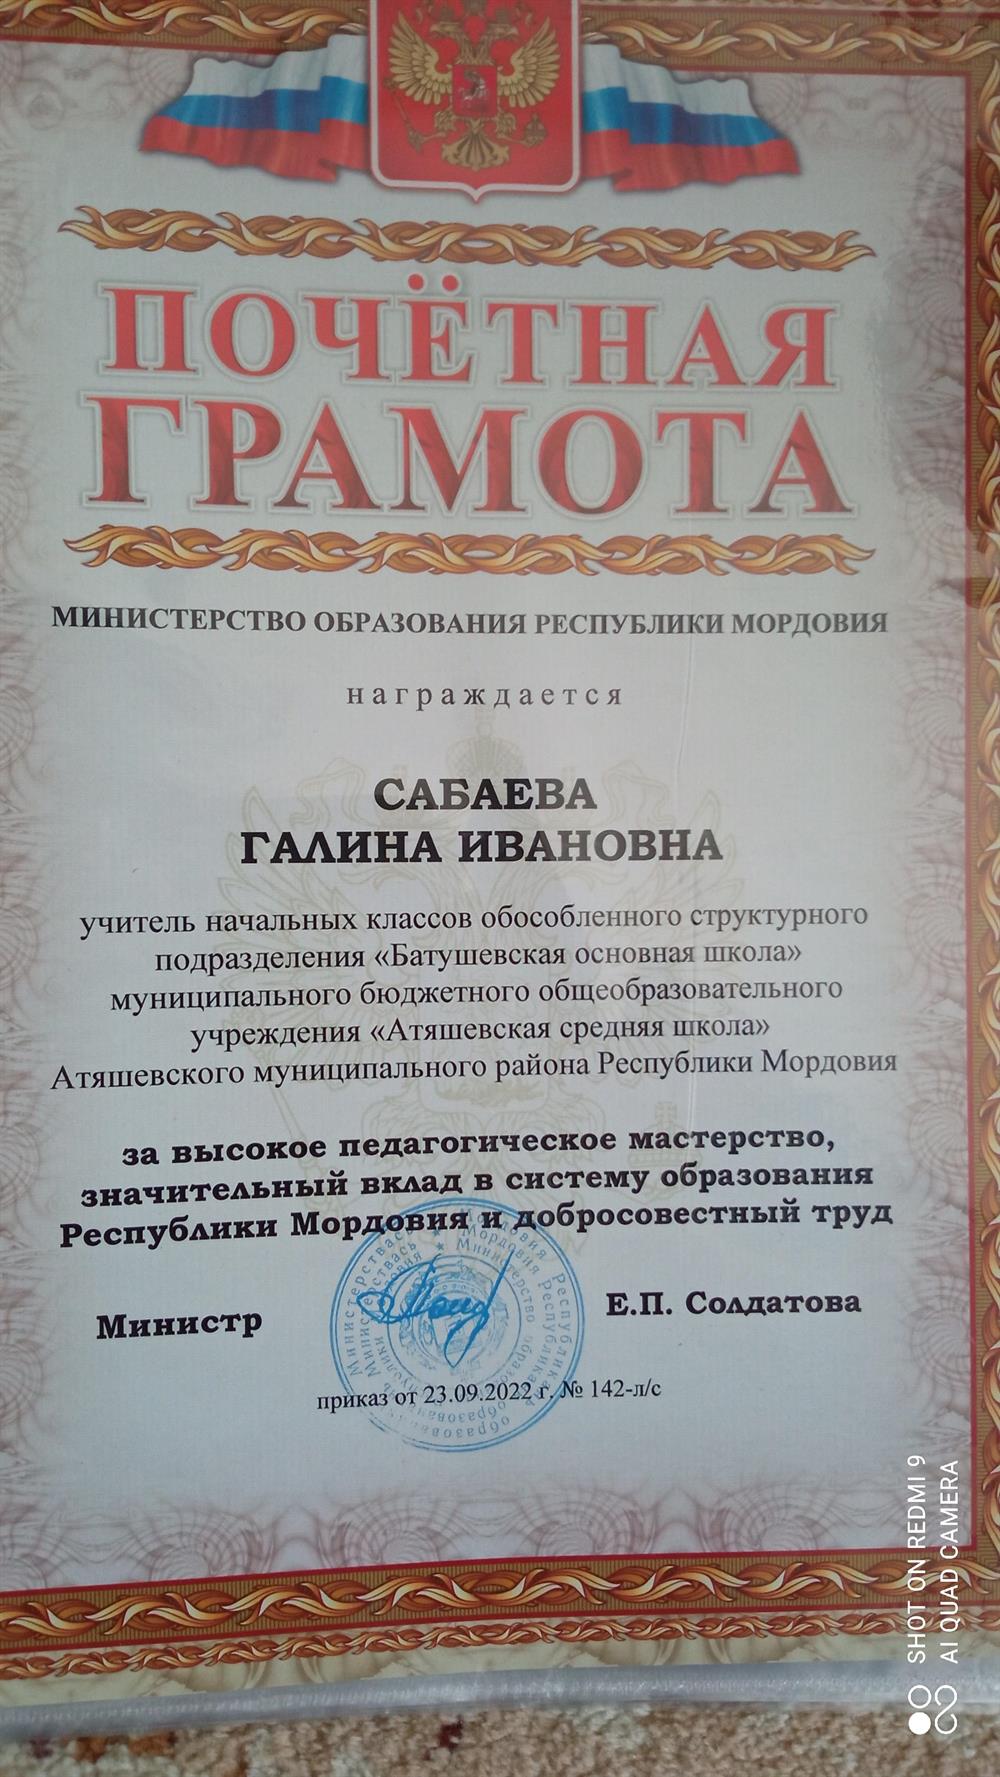 ПОЧЁТНАЯ
ГРАМОТА
МИНИСТЕРСТВО ОБРАЗОВАНИЯ РЕСПУБЛИКИ МОРДОВИЯ
награждается
САБАЕВА
ГАЛИНА ИВАНОВНА
учитель начальных классов обособленного структурного
подразделения «Батушевская основная школа»
муниципального бюджетного общеобразовательного
учреждения «Атяшевская средняя школа»
Атяшевского муниципального района Республики Мордовия
за высокое педагогическое мастерство,
значительный вклад в систему образования
Республики Мордовия и добросовестный труд
Министр
Е.П. Солдатова
приказ от 23.09.2022 г. № 142-л/с
SHOT ON REDMI 9
AI QUAD CAMERA